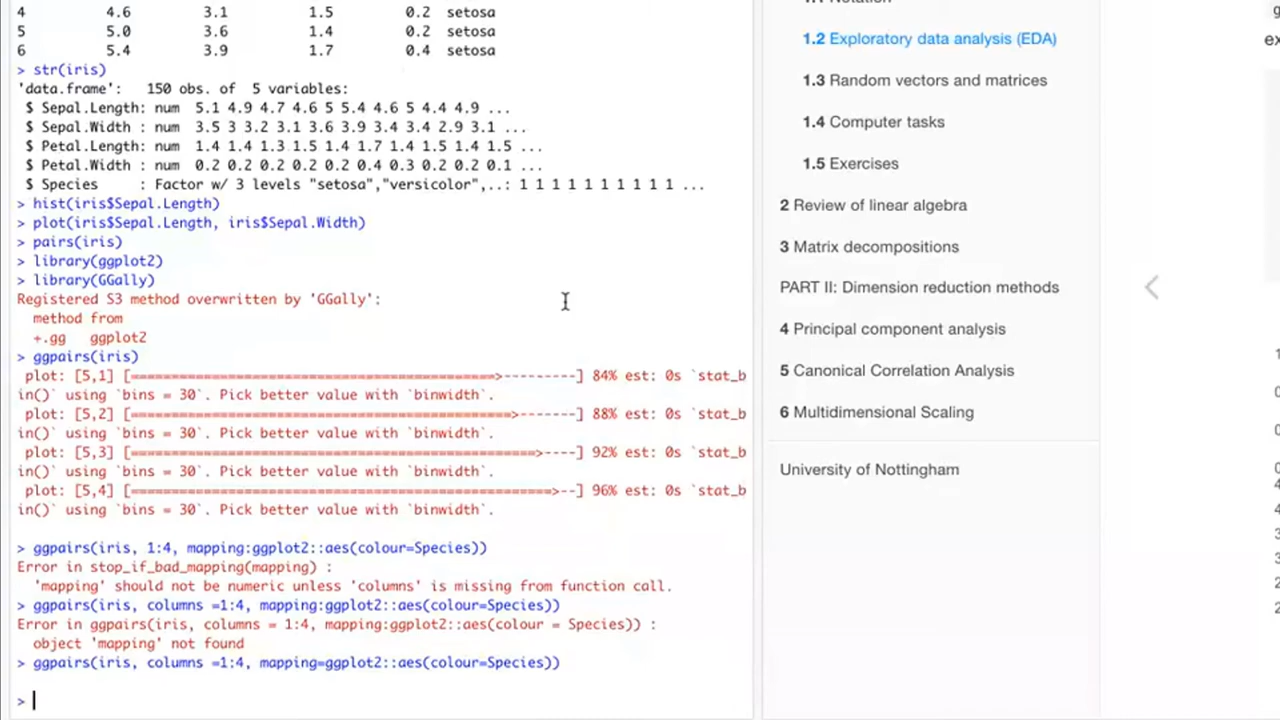 4 4.6 3.1 1.5 0.2 setosa
5 5.0 3.6 1.4 0.2 setosa
6 5.4 3.9 1.7 0.4 setosa
> str(iris)
'data.frame': 150 obs. of 5 variables:
$ Sepal.Length: num 5.1 4.9 4.7 4.6 5 5.4 4.6 5 4.4 4.9 ...
$ Sepal.Width : num 3.5 3 3.2 3.1 3.6 3.9 3.4 3.4 2.9 3.1 ...
$ Petal.Length: num 1.4 1.4 1.3 1.5 1.4 1.7 1.4 1.5 1.4 1.5 ...
$ Petal.Width : num 0.2 0.2 0.2 0.2 0.2 0.4 0.3 0.2 0.2 0.1 ...
$ Species : Factor w/ 3 levels "setosa","versicolor",..: 1 1 1 1 1 1 1 1 1 1 ...
> hist(iris$Sepal.Length)
> plot(iris$Sepal.Length, iris$Sepal.Width)
> pairs(iris)
> library(ggplot2)
> library(GGally)
Registered S3 method overwritten by 'GGally':
method from
+.gg ggplot2
> ggpairs(iris)
plot: [5,1] [==============================================>---------] 84% est: 0s `stat_b
in()` using `bins = 30`. Pick better value with `binwidth`.
plot: [5,2] [================================================>-------] 88% est: 0s `stat_b
in()` using `bins = 30`. Pick better value with `binwidth`.
plot: [5,3] [===================================================>----] 92% est: 0s `stat_b
in()` using `bins = 30`. Pick better value with `binwidth`.
plot: [5,4] [=====================================================>--] 96% est: 0s `stat_b
in()` using `bins = 30`. Pick better value with `binwidth`.
> ggpairs(iris, 1:4, mapping:ggplot2::aes(colour=Species))
Error in stop_if_bad_mapping(mapping) :
'mapping' should not be numeric unless 'columns' is missing from function call.
> ggpairs(iris, columns =1:4, mapping:ggplot2::aes(colour=Species))
Error in ggpairs(iris, columns = 1:4, mapping:ggplot2::aes(colour = Species)) :
object 'mapping' not found
> ggpairs(iris, columns =1:4, mapping=ggplot2::aes(colour=Species))
>
1.2 Exploratory data analysis (EDA)
1.3 Random vectors and matrices
1.4 Computer tasks
1.5 Exercises
2 Review of linear algebra
3 Matrix decompositions
PART II: Dimension reduction methods
4 Principal component analysis
5 Canonical Correlation Analysis
6 Multidimensional Scaling
University of Nottingham